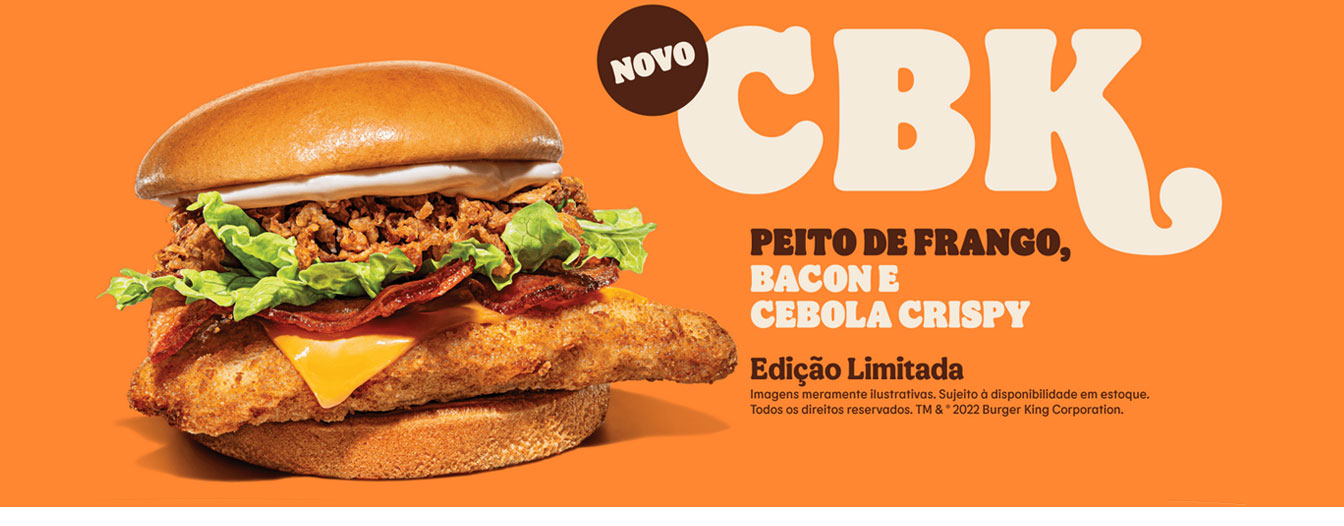 NOVO
CBK
PEITO DE FRANGO,
BACON E
CEBOLA CRISPY
Edição Limitada
Imagens meramente ilustrativas. Sujeito à disponibilidade em estoque.
Todos os direitos reservados. TM & ® 2022 Burger King Corporation.